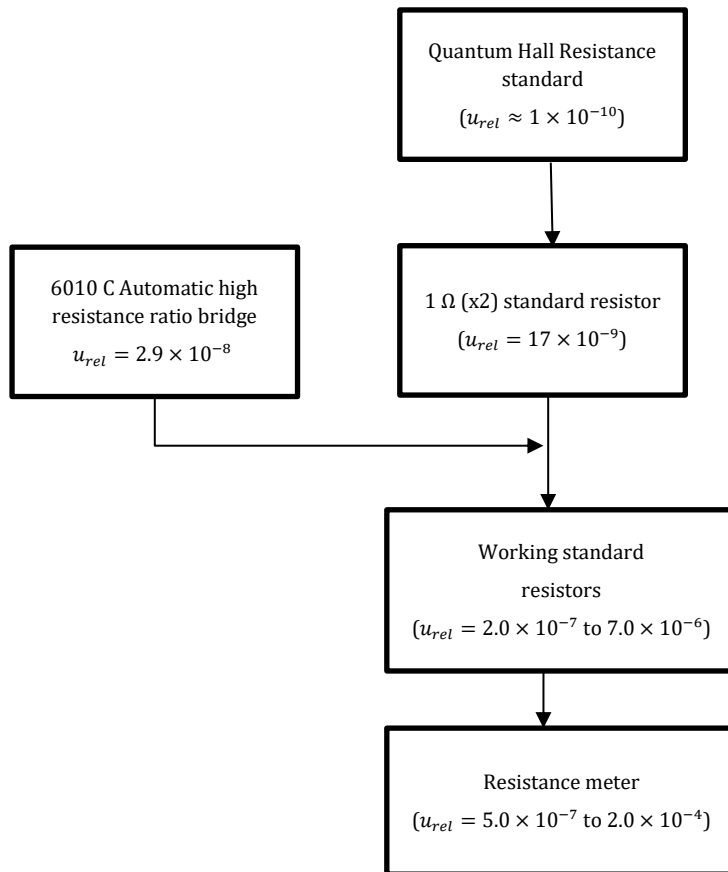 Quantum Hall Resistance
standard
(u_rel ≈ 1 × 10⁻¹⁰)
6010 C Automatic high
resistance ratio bridge
u_rel = 2.9 × 10⁻⁸
1 Ω (x2) standard resistor
(u_rel = 17 × 10⁻⁹)
Working standard
resistors
(u_rel = 2.0 × 10⁻⁷ to 7.0 × 10⁻⁶)
Resistance meter
(u_rel = 5.0 × 10⁻⁷ to 2.0 × 10⁻⁴)